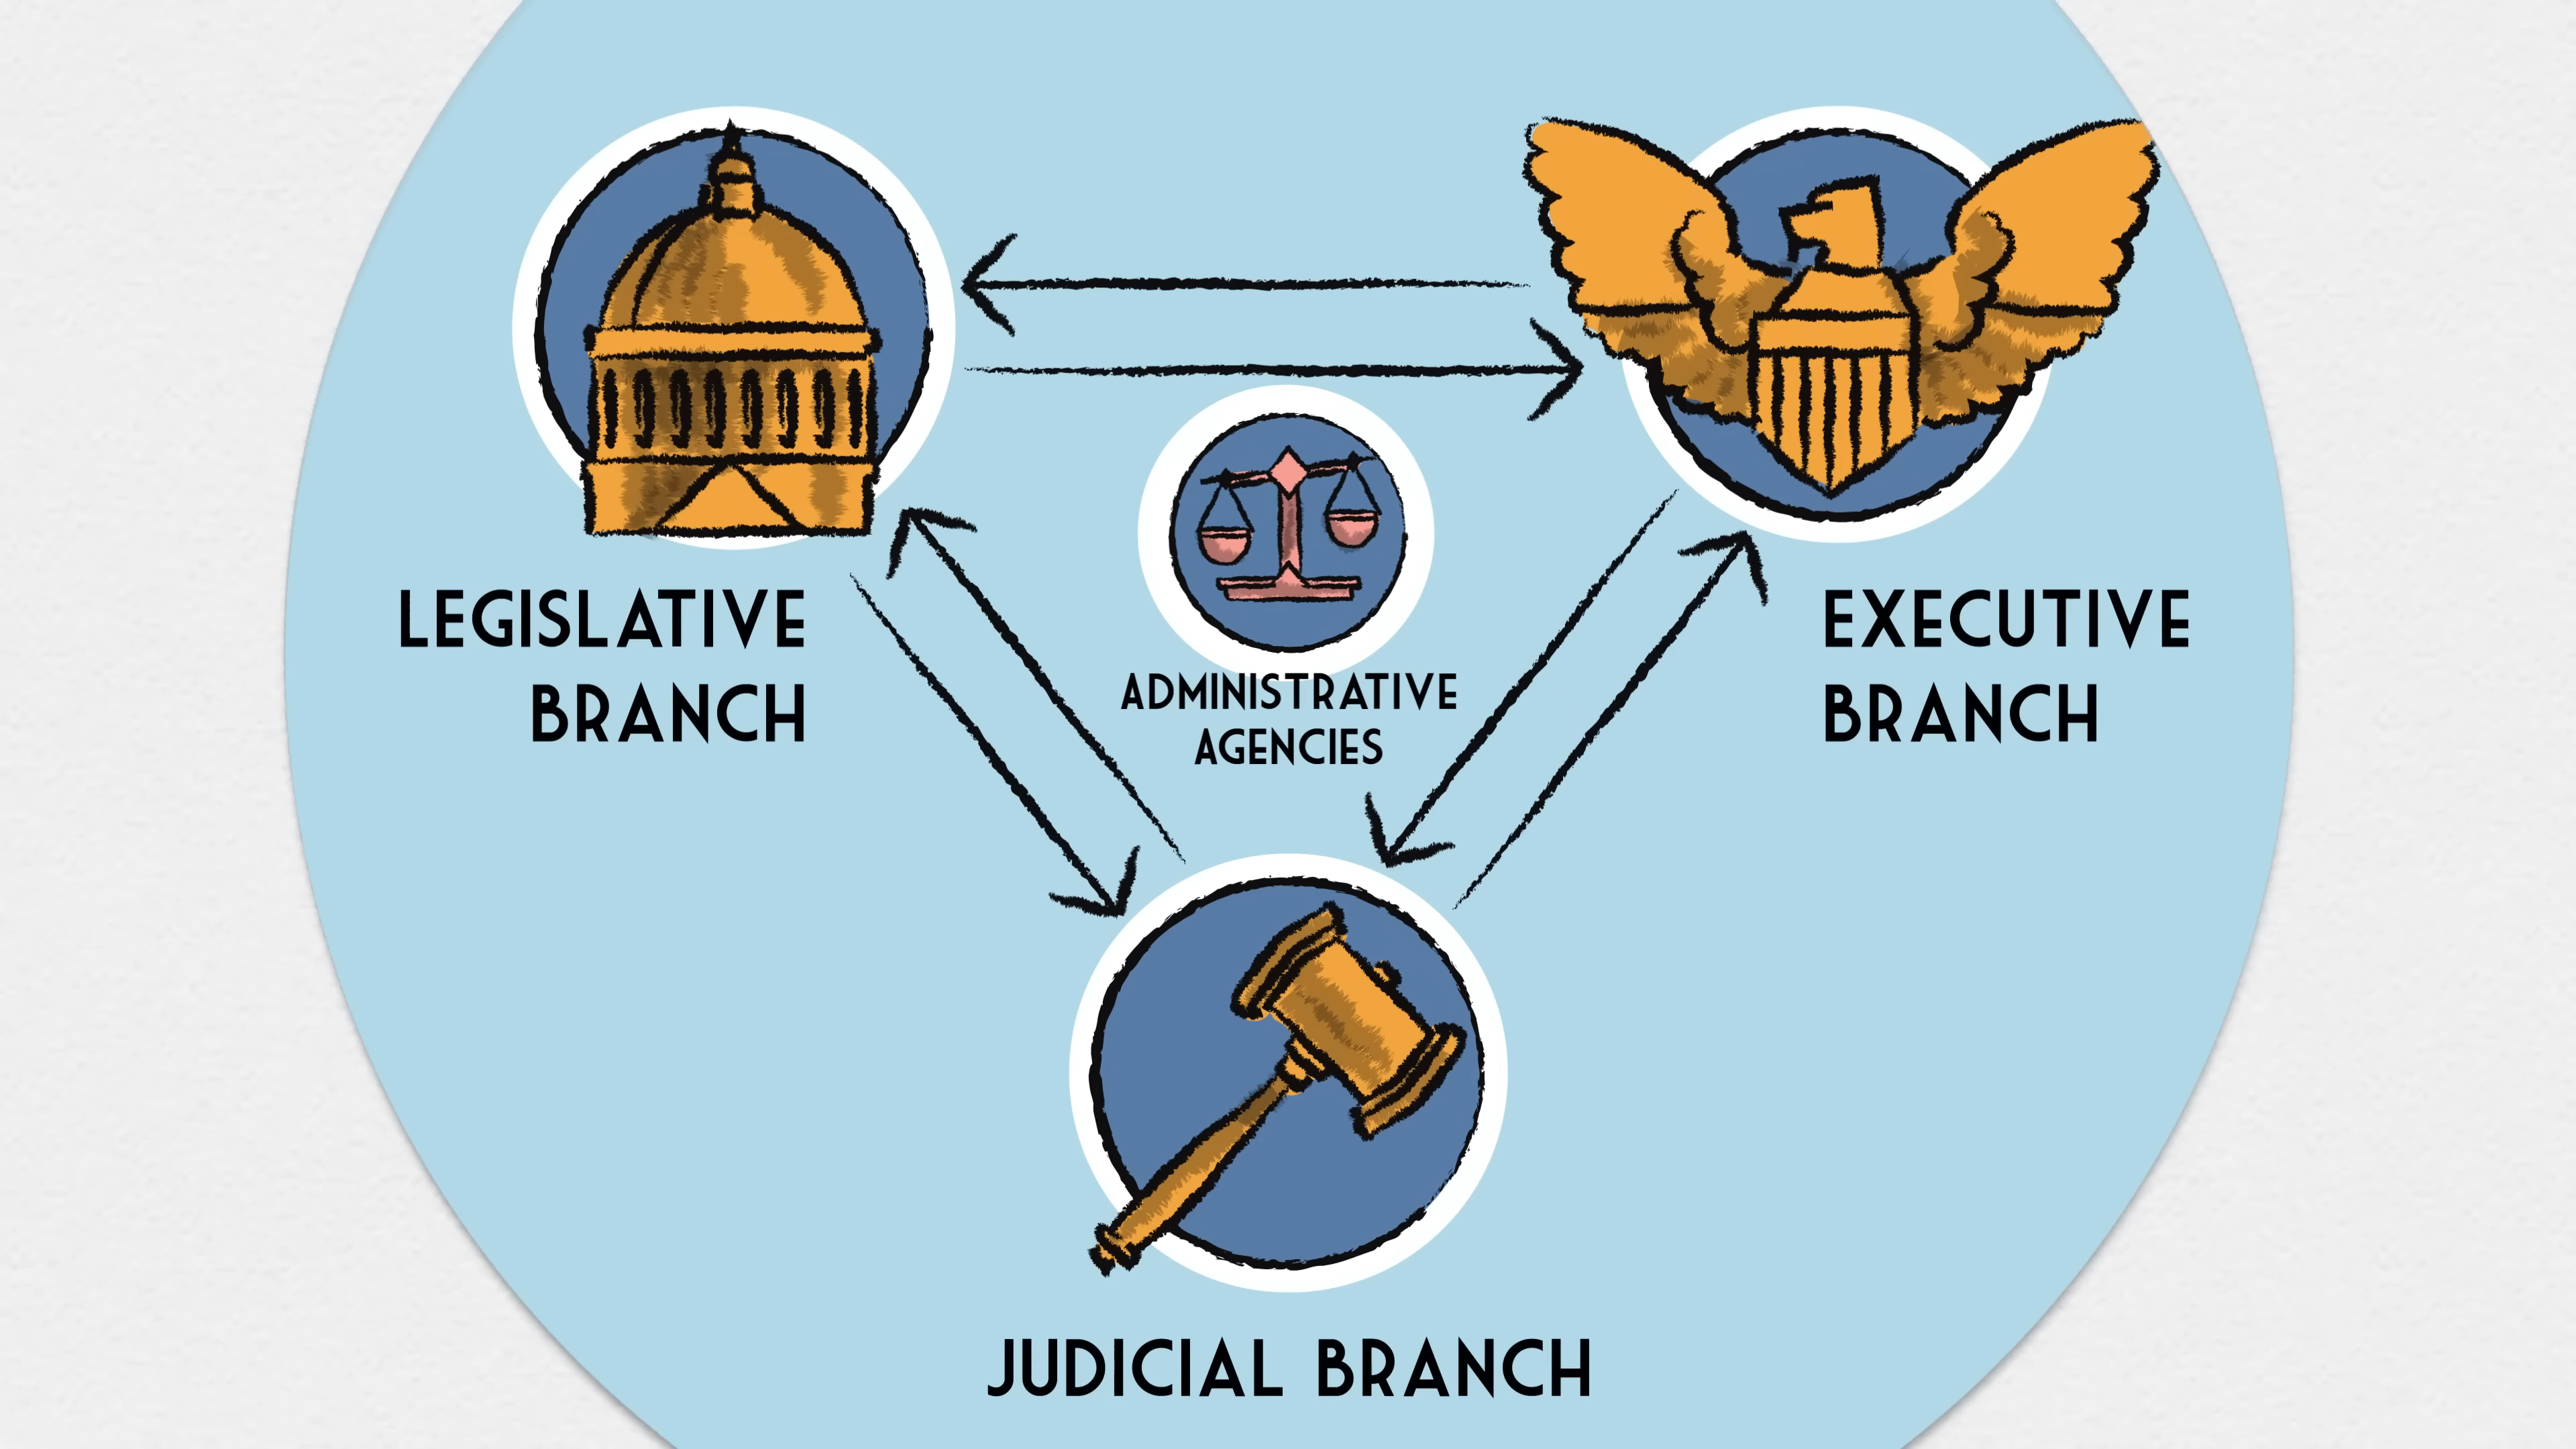 LEGISLATIVE
BRANCH
EXECUTIVE
BRANCH
ADMINISTRATIVE
AGENCIES
JUDICIAL BRANCH